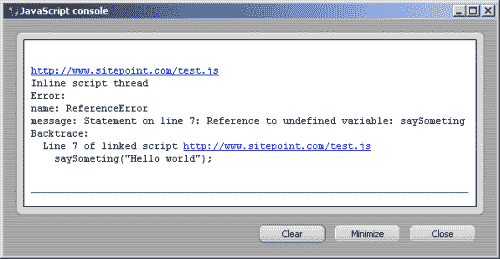 JavaScript console
http://www.sitepoint.com/test.js
Inline script thread
Error:
name: ReferenceError
message: Statement on line 7: Reference to undefined variable: saySometing
Backtrace:
Line 7 of linked script http://www.sitepoint.com/test.js
saySometing("Hello world");
Clear
Minimize
Close